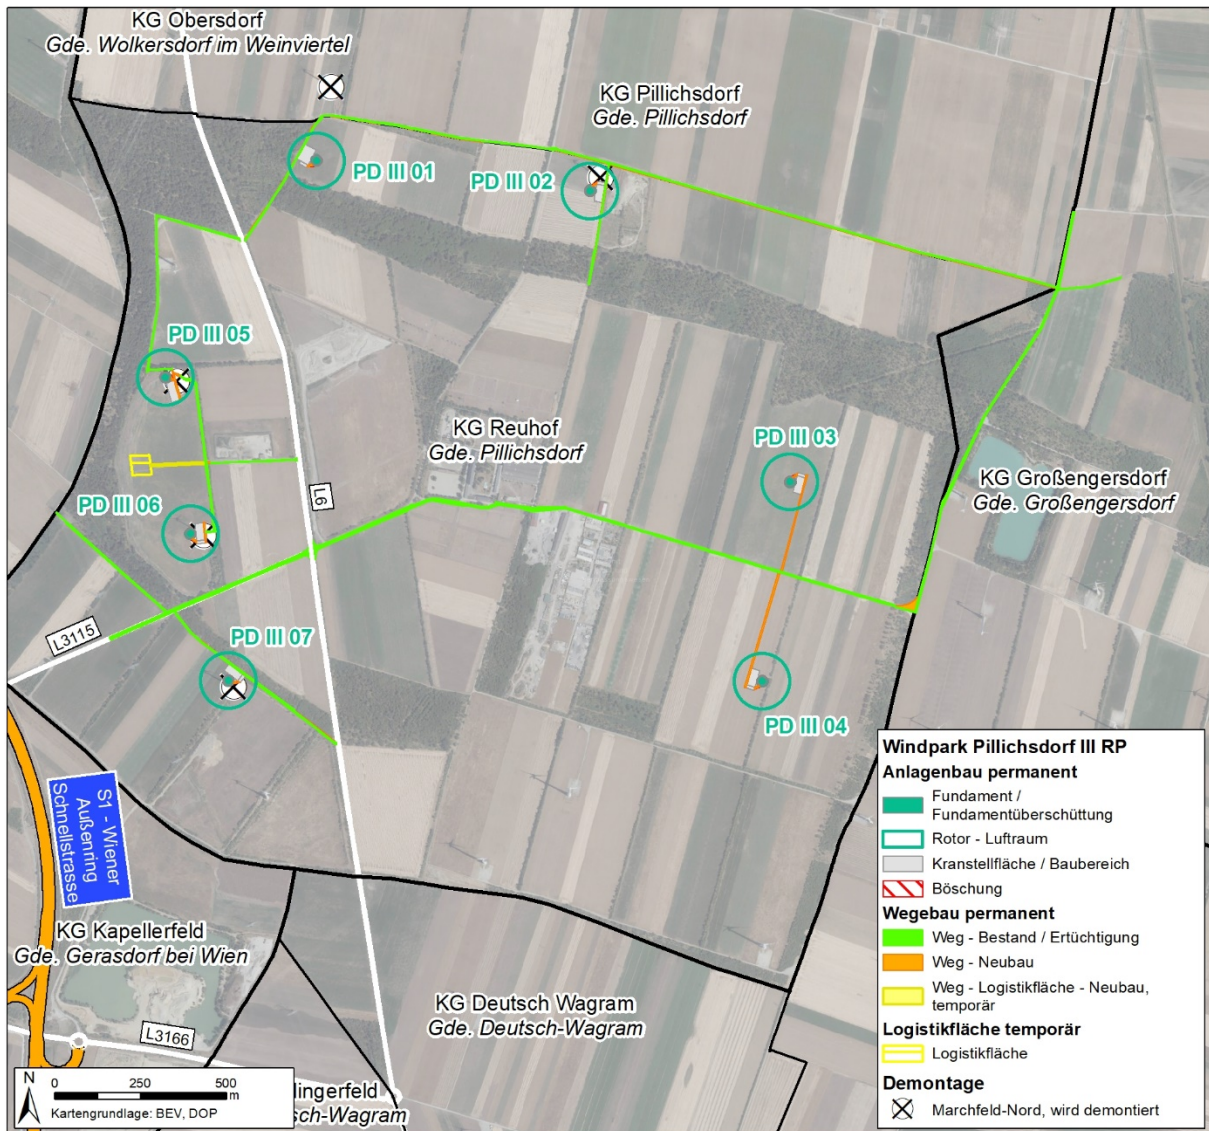 KG Obersdorf
Gde. Wolkersdorf im Weinviertel
KG Pillichsdorf
Gde. Pillichsdorf
PD III 01
PD III 02
PD III 05
KG Reuhof
Gde. Pillichsdorf
PD III 03
KG Großengersdorf
Gde. Großengersdorf
L6
PD III 06
L3115
PD III 07
PD III 04
S1 - Wiener
Außenring
Schnellstrasse
KG Kapellerfeld
Gde. Gerasdorf bei Wien
KG Deutsch Wagram
Gde. Deutsch-Wagram
L3166
lingerfeld
sch-Wagram
N
0 250 500
m
Kartengrundlage: BEV, DOP
Windpark Pillichsdorf III RP
Anlagenbau permanent
Fundament /
Fundamentüberschüttung
Rotor - Luftraum
Kranstellfläche / Baubereich
Böschung
Wegebau permanent
Weg - Bestand / Ertüchtigung
Weg - Neubau
Weg - Logistikfläche - Neubau,
temporär
Logistikfläche temporär
Logistikfläche
Demontage
Marchfeld-Nord, wird demontiert